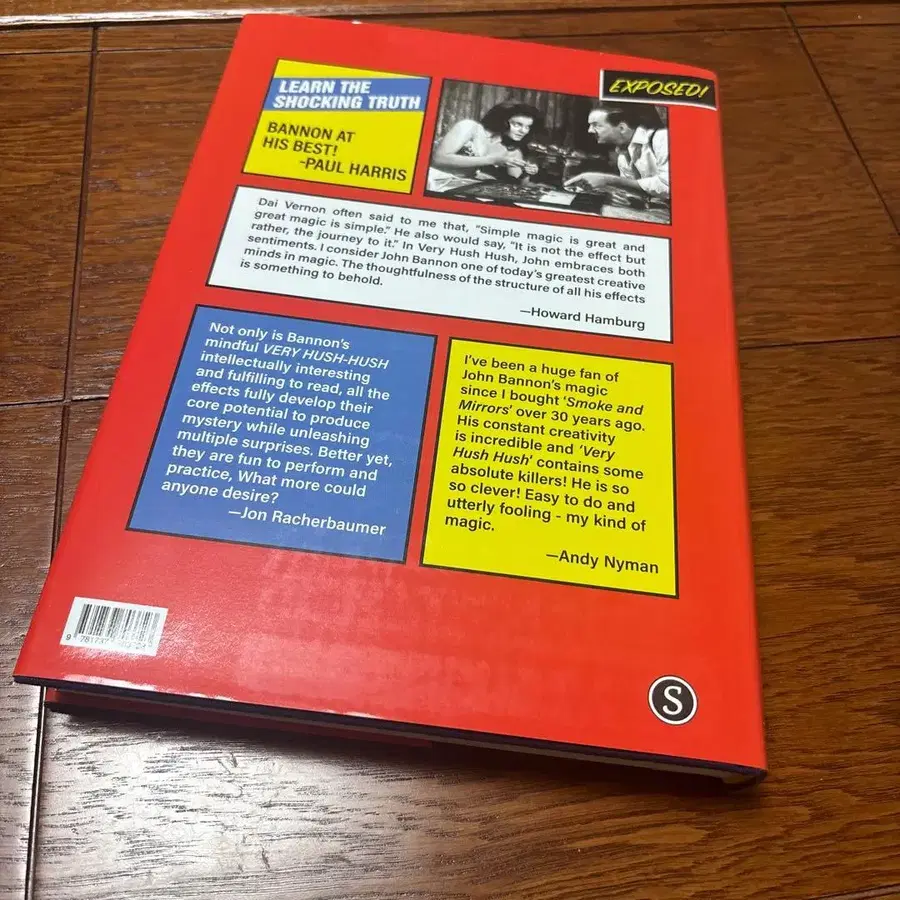 EXPOSED!
LEARN THE
SHOCKING TRUTH
BANNON AT
HIS BEST!
-PAUL HARRIS
Dai Vernon often said to me that, "Simple magic is great and
great magic is simple." He also would say, "It is not the effect but
rather, the journey to it." In Very Hush Hush, John embraces both
sentiments. I consider John Bannon one of today's greatest creative
minds in magic. The thoughtfulness of the structure of all his effects
is something to behold.
—Howard Hamburg
Not only is Bannon's
mindful VERY HUSH-HUSH
intellectually interesting
and fulfilling to read, all the
effects fully develop their
core potential to produce
mystery while unleashing
multiple surprises. Better yet,
they are fun to perform and
practice, What more could
anyone desire?
—Jon Racherbaumer
I've been a huge fan of
John Bannon's magic
since I bought 'Smoke and
Mirrors' over 30 years ago.
His constant creativity
is incredible and 'Very
Hush Hush' contains some
absolute killers! He is so
so clever! Easy to do and
utterly fooling - my kind of
magic.
—Andy Nyman
S